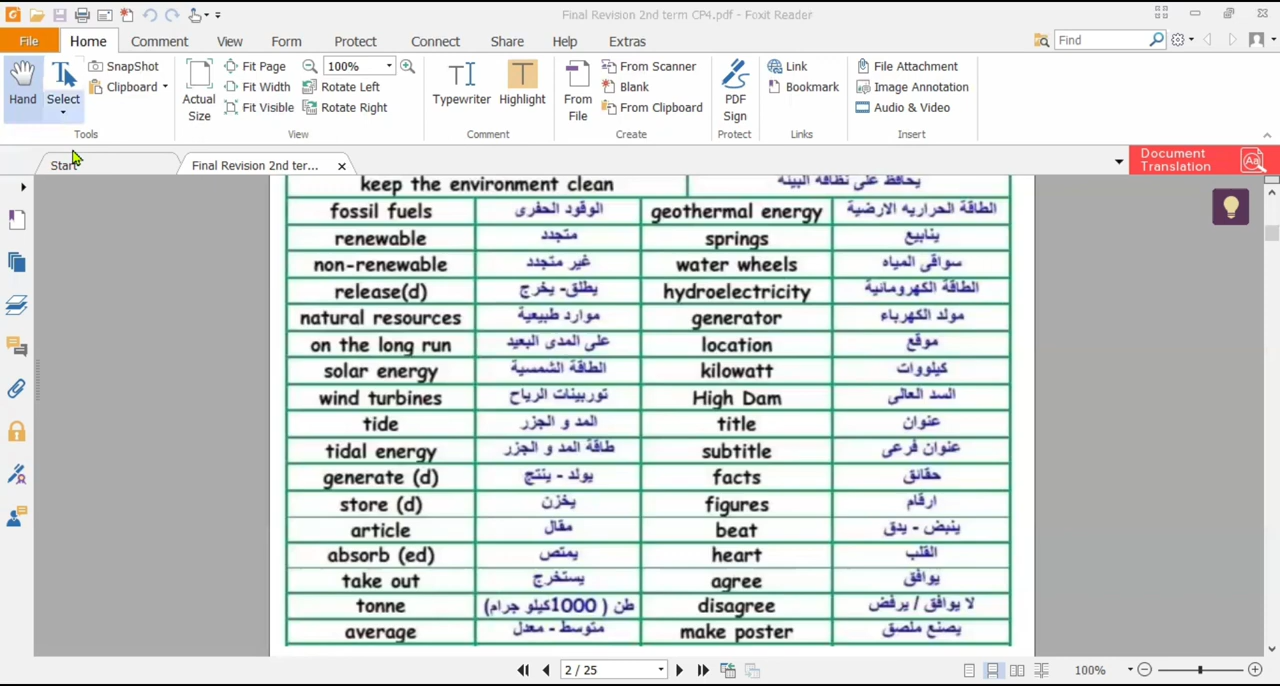 Final Revision 2nd term CP4.pdf - Foxit Reader
File Home Comment View Form Protect Connect Share Help Extras Find
Hand Select SnapShot Clipboard Actual Size Fit Page Fit Width Fit Visible 100% Rotate Left Rotate Right Typewriter Highlight From File From Scanner Blank From Clipboard PDF Sign Link Bookmark File Attachment Image Annotation Audio & Video
Tools View Comment Create Protect Links Insert
Start Final Revision 2nd ter... Document Translation
keep the environment clean يحافظ على نظافة البيئة
fossil fuels الوقود الحفرى geothermal energy الطاقة الحراريه الارضية
renewable متجدد springs ينابيع
non-renewable غير متجدد water wheels سواقى المياه
release(d) يطلق- يخرج hydroelectricity الطاقة الكهرومائية
natural resources موارد طبيعية generator مولد الكهرباء
on the long run على المدى البعيد location موقع
solar energy الطاقة الشمسية kilowatt كيلووات
wind turbines توربينات الرياح High Dam السد العالى
tide المد و الجزر title عنوان
tidal energy طاقة المد و الجزر subtitle عنوان فرعى
generate (d) يولد - ينتج facts حقائق
store (d) يخزن figures ارقام
article مقال beat ينبض - يدق
absorb (ed) يمتص heart القلب
take out يستخرج agree يوافق
tonne طن ( 1000كيلو جرام) disagree لا يوافق / يرفض
average متوسط - معدل make poster يصنع ملصق
2 / 25 100%